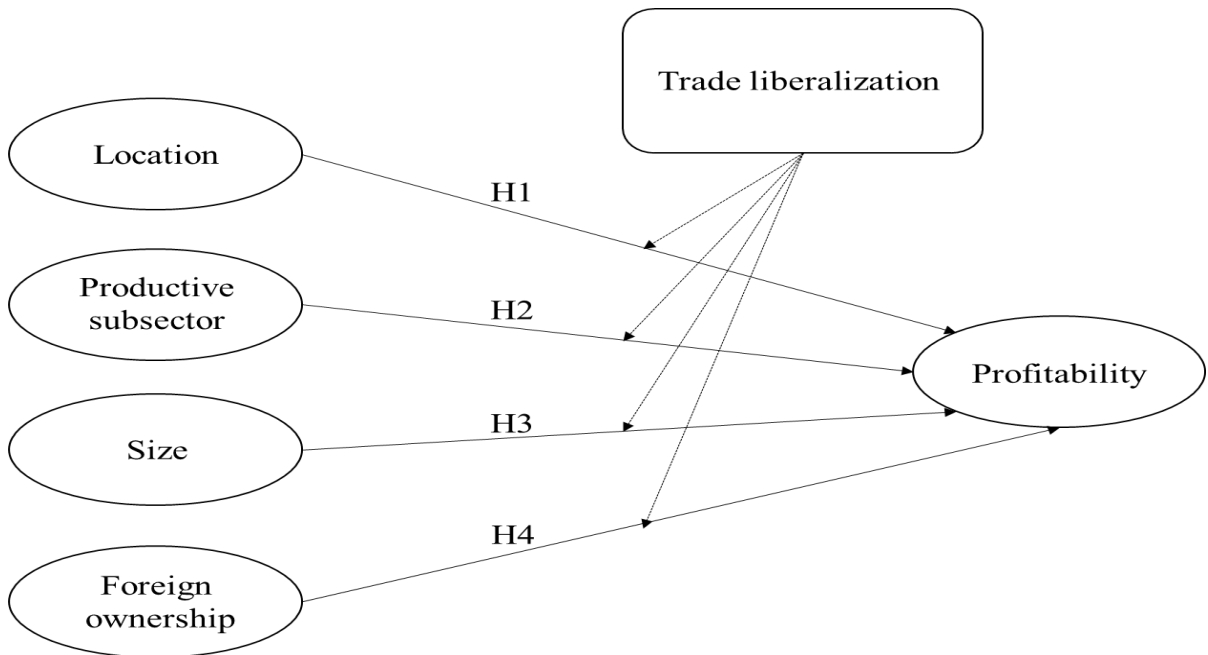 Trade liberalization
Location
H1
Productive
subsector
H2
Profitability
Size
H3
H4
Foreign
ownership